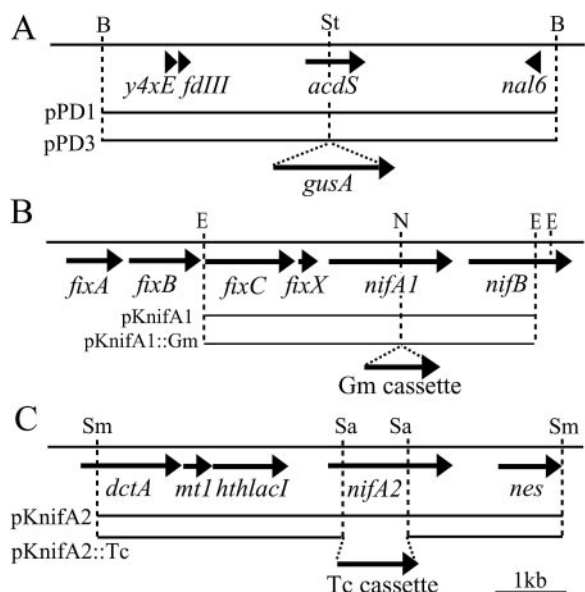 A
B St B
y4xE fdIII acdS nal6
pPD1
pPD3
gusA
B
E N E E
fixA fixB fixC fixX nifA1 nifB
pKnifA1
pKnifA1::Gm
Gm cassette
C
Sm Sa Sa Sm
dctA mt1 hthlacI nifA2 nes
pKnifA2
pKnifA2::Tc
Tc cassette
1kb